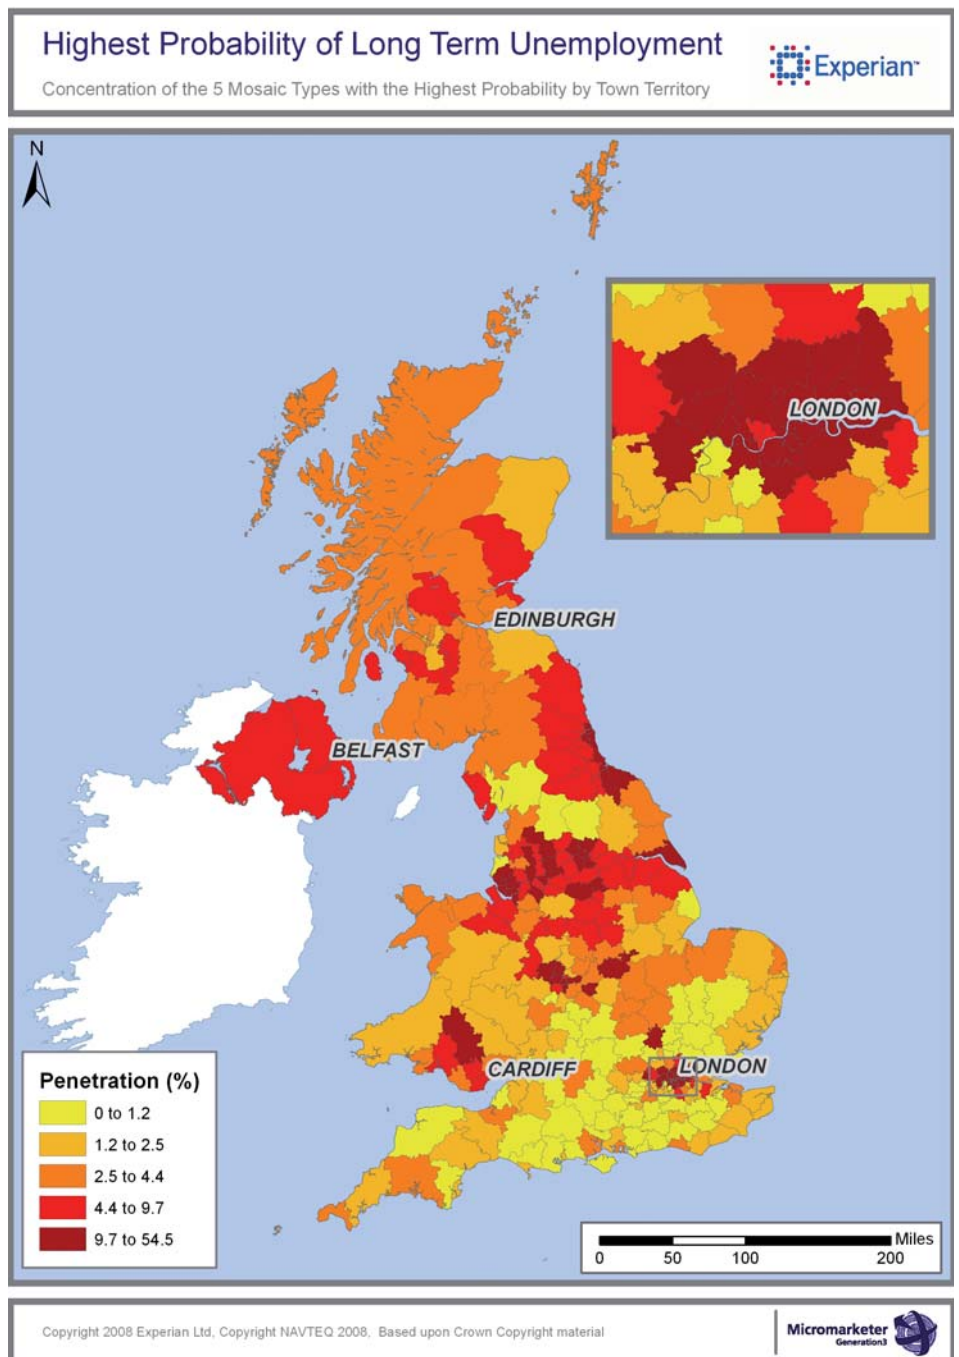 Highest Probability of Long Term Unemployment
Concentration of the 5 Mosaic Types with the Highest Probability by Town Territory
Experian™
N
LONDON
EDINBURGH
BELFAST
CARDIFF
LONDON
Penetration (%)
0 to 1.2
1.2 to 2.5
2.5 to 4.4
4.4 to 9.7
9.7 to 54.5
Miles
0 50 100 200
Copyright 2008 Experian Ltd, Copyright NAVTEQ 2008, Based upon Crown Copyright material
Micromarketer
Generation3